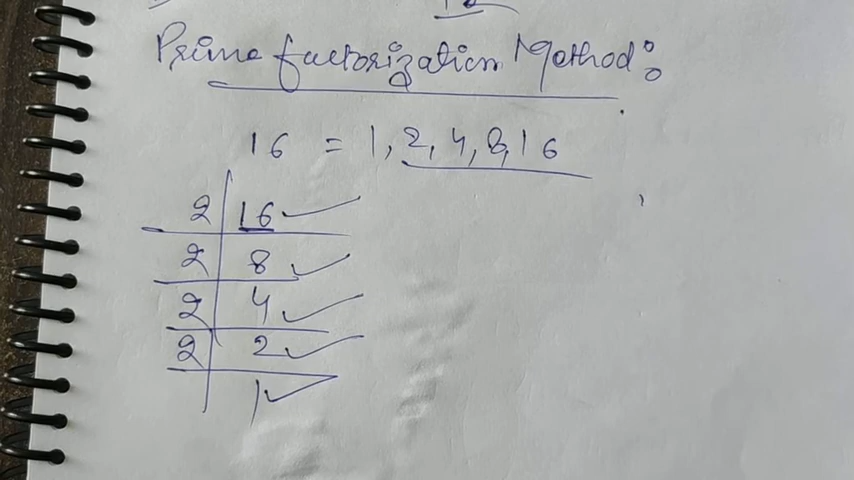 Prime factorization Method:
16 = 1, 2, 4, 8, 16
2 | 16 ✓
2 | 8 ✓
2 | 4 ✓
2 | 2 ✓
1 ✓